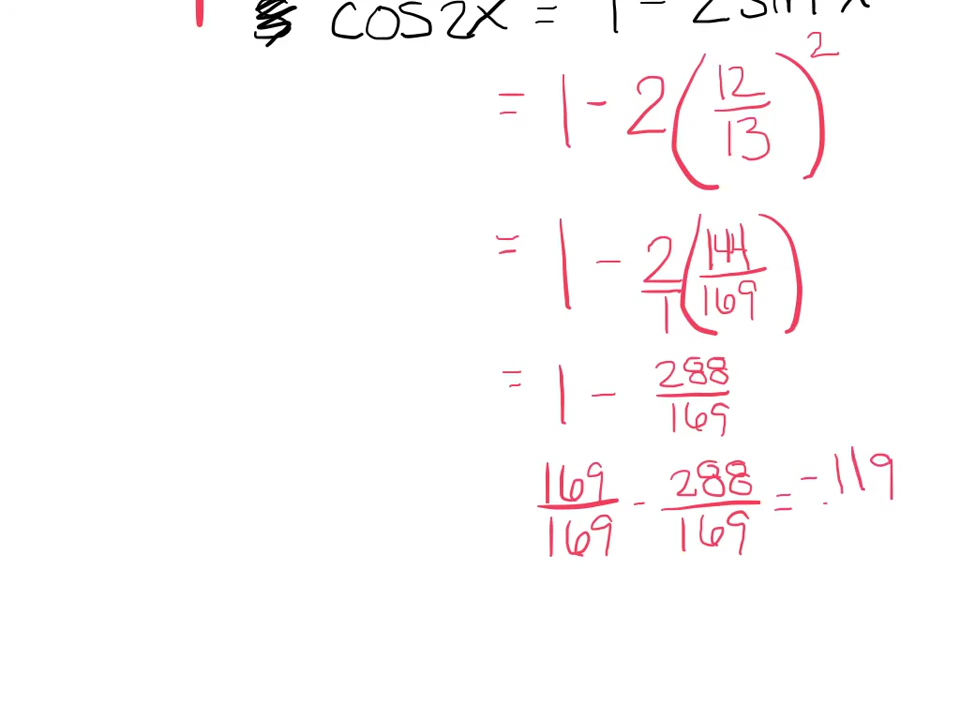 cos2x = 1 - 2sin²x
= 1 - 2(12/13)²
= 1 - 2/1(144/169)
= 1 - 288/169
169/169 - 288/169 = -119